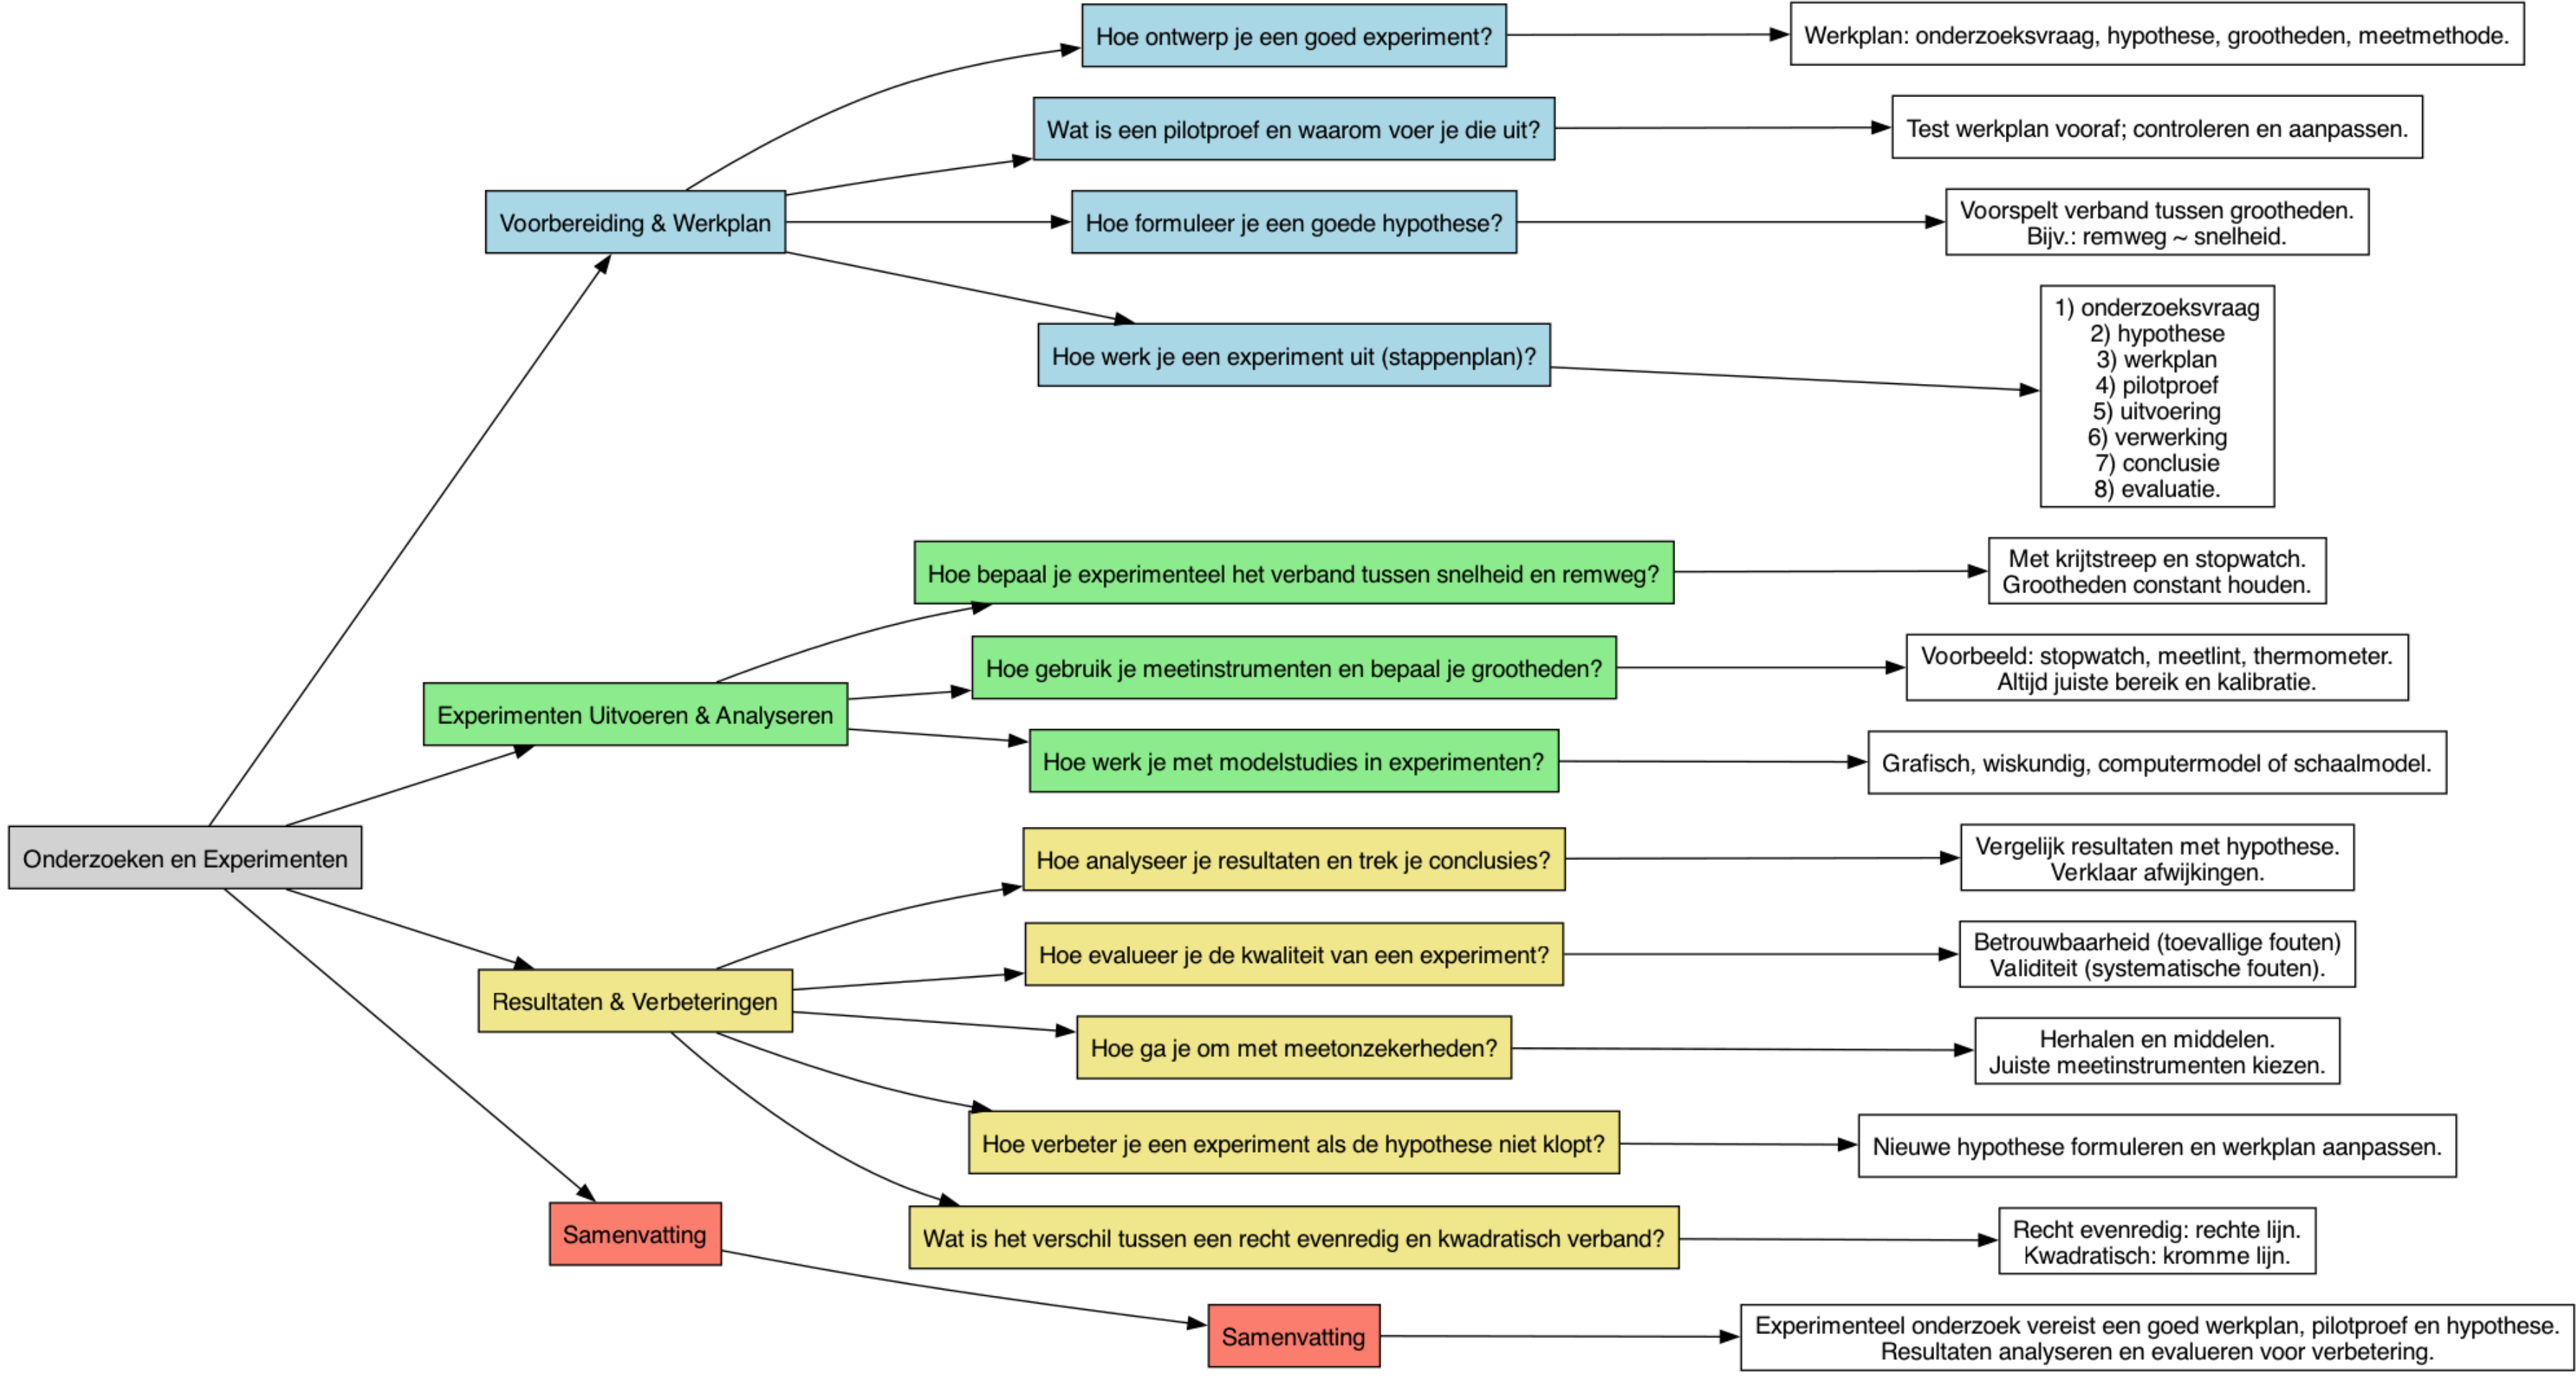 Hoe ontwerp je een goed experiment?
Werkplan: onderzoeksvraag, hypothese, grootheden, meetmethode.
Wat is een pilotproef en waarom voer je die uit?
Test werkplan vooraf; controleren en aanpassen.
Voorbereiding & Werkplan
Hoe formuleer je een goede hypothese?
Voorspelt verband tussen grootheden.
Bijv.: remweg ~ snelheid.
Hoe werk je een experiment uit (stappenplan)?
1) onderzoeksvraag
2) hypothese
3) werkplan
4) pilotproef
5) uitvoering
6) verwerking
7) conclusie
8) evaluatie.
Hoe bepaal je experimenteel het verband tussen snelheid en remweg?
Met krijtstreep en stopwatch.
Grootheden constant houden.
Experimenten Uitvoeren & Analyseren
Hoe gebruik je meetinstrumenten en bepaal je grootheden?
Voorbeeld: stopwatch, meetlint, thermometer.
Altijd juiste bereik en kalibratie.
Hoe werk je met modelstudies in experimenten?
Grafisch, wiskundig, computermodel of schaalmodel.
Onderzoeken en Experimenten
Hoe analyseer je resultaten en trek je conclusies?
Vergelijk resultaten met hypothese.
Verklaar afwijkingen.
Hoe evalueer je de kwaliteit van een experiment?
Betrouwbaarheid (toevallige fouten)
Validiteit (systematische fouten).
Resultaten & Verbeteringen
Hoe ga je om met meetonzekerheden?
Herhalen en middelen.
Juiste meetinstrumenten kiezen.
Hoe verbeter je een experiment als de hypothese niet klopt?
Nieuwe hypothese formuleren en werkplan aanpassen.
Wat is het verschil tussen een recht evenredig en kwadratisch verband?
Recht evenredig: rechte lijn.
Kwadratisch: kromme lijn.
Samenvatting
Samenvatting
Experimenteel onderzoek vereist een goed werkplan, pilotproef en hypothese.
Resultaten analyseren en evalueren voor verbetering.